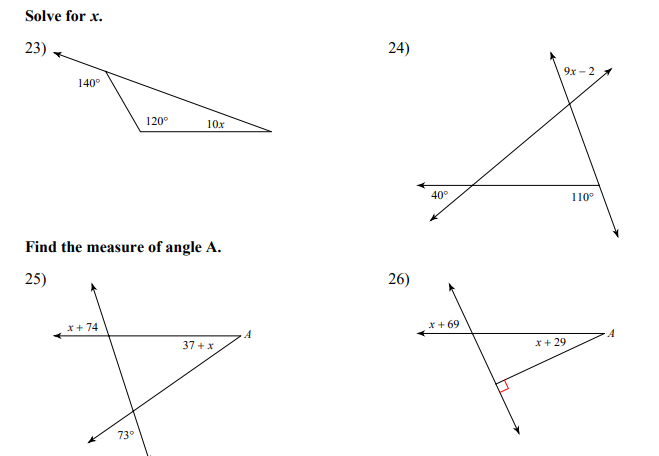 Solve for x.
23)
140°
120°
10x
24)
9x – 2
40°
110°
Find the measure of angle A.
25)
x + 74
A
37 + x
73°
26)
x + 69
A
x + 29